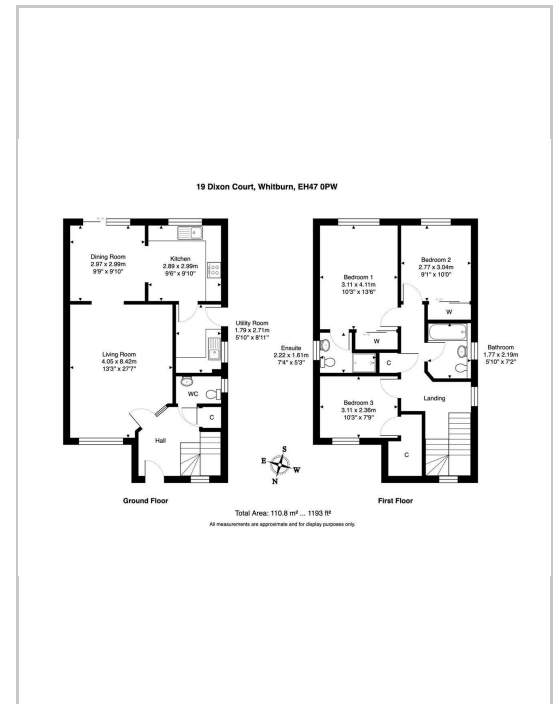 19 Dixon Court, Whitburn, EH47 0PW
Dining Room
2.97 x 2.99m
9'9" x 9'10"
Kitchen
2.89 x 2.99m
9'6" x 9'10"
Utility Room
1.79 x 2.71m
5'10" x 8'11"
Living Room
4.05 x 8.42m
13'3" x 27'7"
WC
C
Hall
Ground Floor
Bedroom 1
3.11 x 4.11m
10'3" x 13'6"
Bedroom 2
2.77 x 3.04m
9'1" x 10'0"
W
W
Ensuite
2.22 x 1.61m
7'4" x 5'3"
C
Bathroom
1.77 x 2.19m
5'10" x 7'2"
Bedroom 3
3.11 x 2.36m
10'3" x 7'9"
Landing
C
First Floor
S
E
W
N
Total Area: 110.8 m² ... 1193 ft²
All measurements are approximate and for display purposes only.